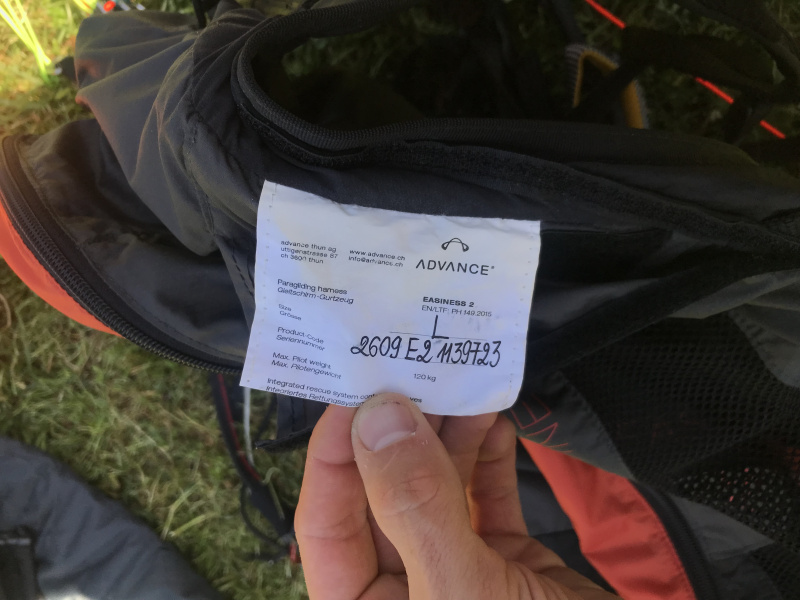 advance thun ag
uttigenstrasse 87
ch 3600 thun
www.advance.ch
info@advance.ch
ADVANCE®
Paragliding harness
Gleitschirm-Gurtzeug
EASINESS 2
EN/LTF: PH 149.2015
Size
Grösse
L
Product-Code
Seriennummer
2609 E2 1139723
Max. Pilot weight
Max. Pilotengewicht
120 kg
Integrated rescue system
Integriertes Rettungssystem